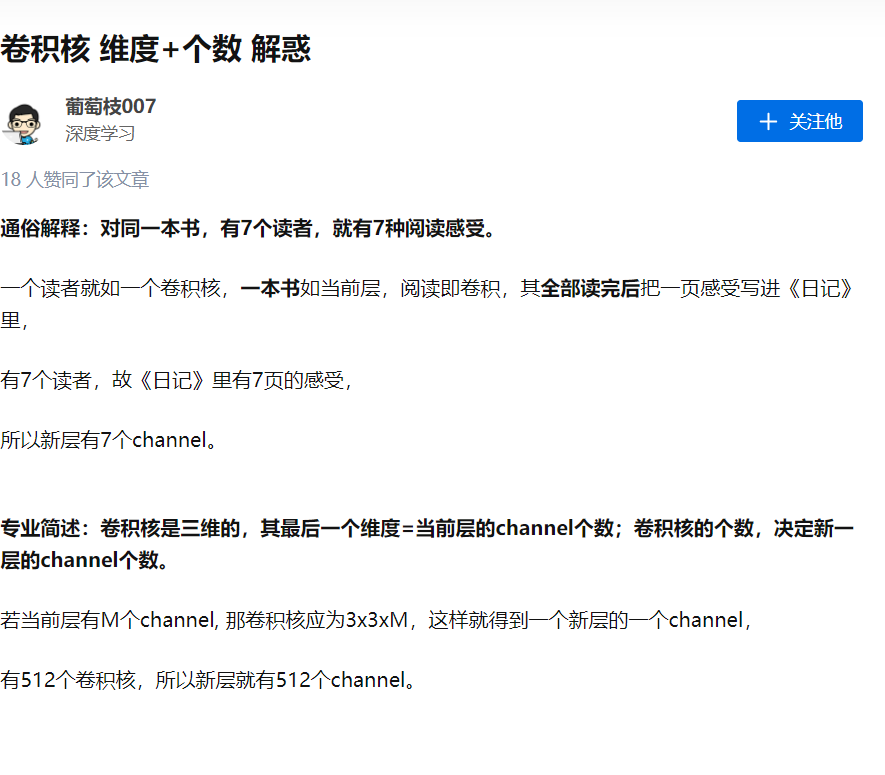 卷积核 维度+个数 解惑
葡萄枝007
深度学习
+ 关注他
18 人赞同了该文章
通俗解释：对同一本书，有7个读者，就有7种阅读感受。
一个读者就如一个卷积核，一本书如当前层，阅读即卷积，其全部读完后把一页感受写进《日记》
里，
有7个读者，故《日记》里有7页的感受，
所以新层有7个channel。
专业简述：卷积核是三维的，其最后一个维度=当前层的channel个数；卷积核的个数，决定新一
层的channel个数。
若当前层有M个channel, 那卷积核应为3x3xM，这样就得到一个新层的一个channel，
有512个卷积核，所以新层就有512个channel。